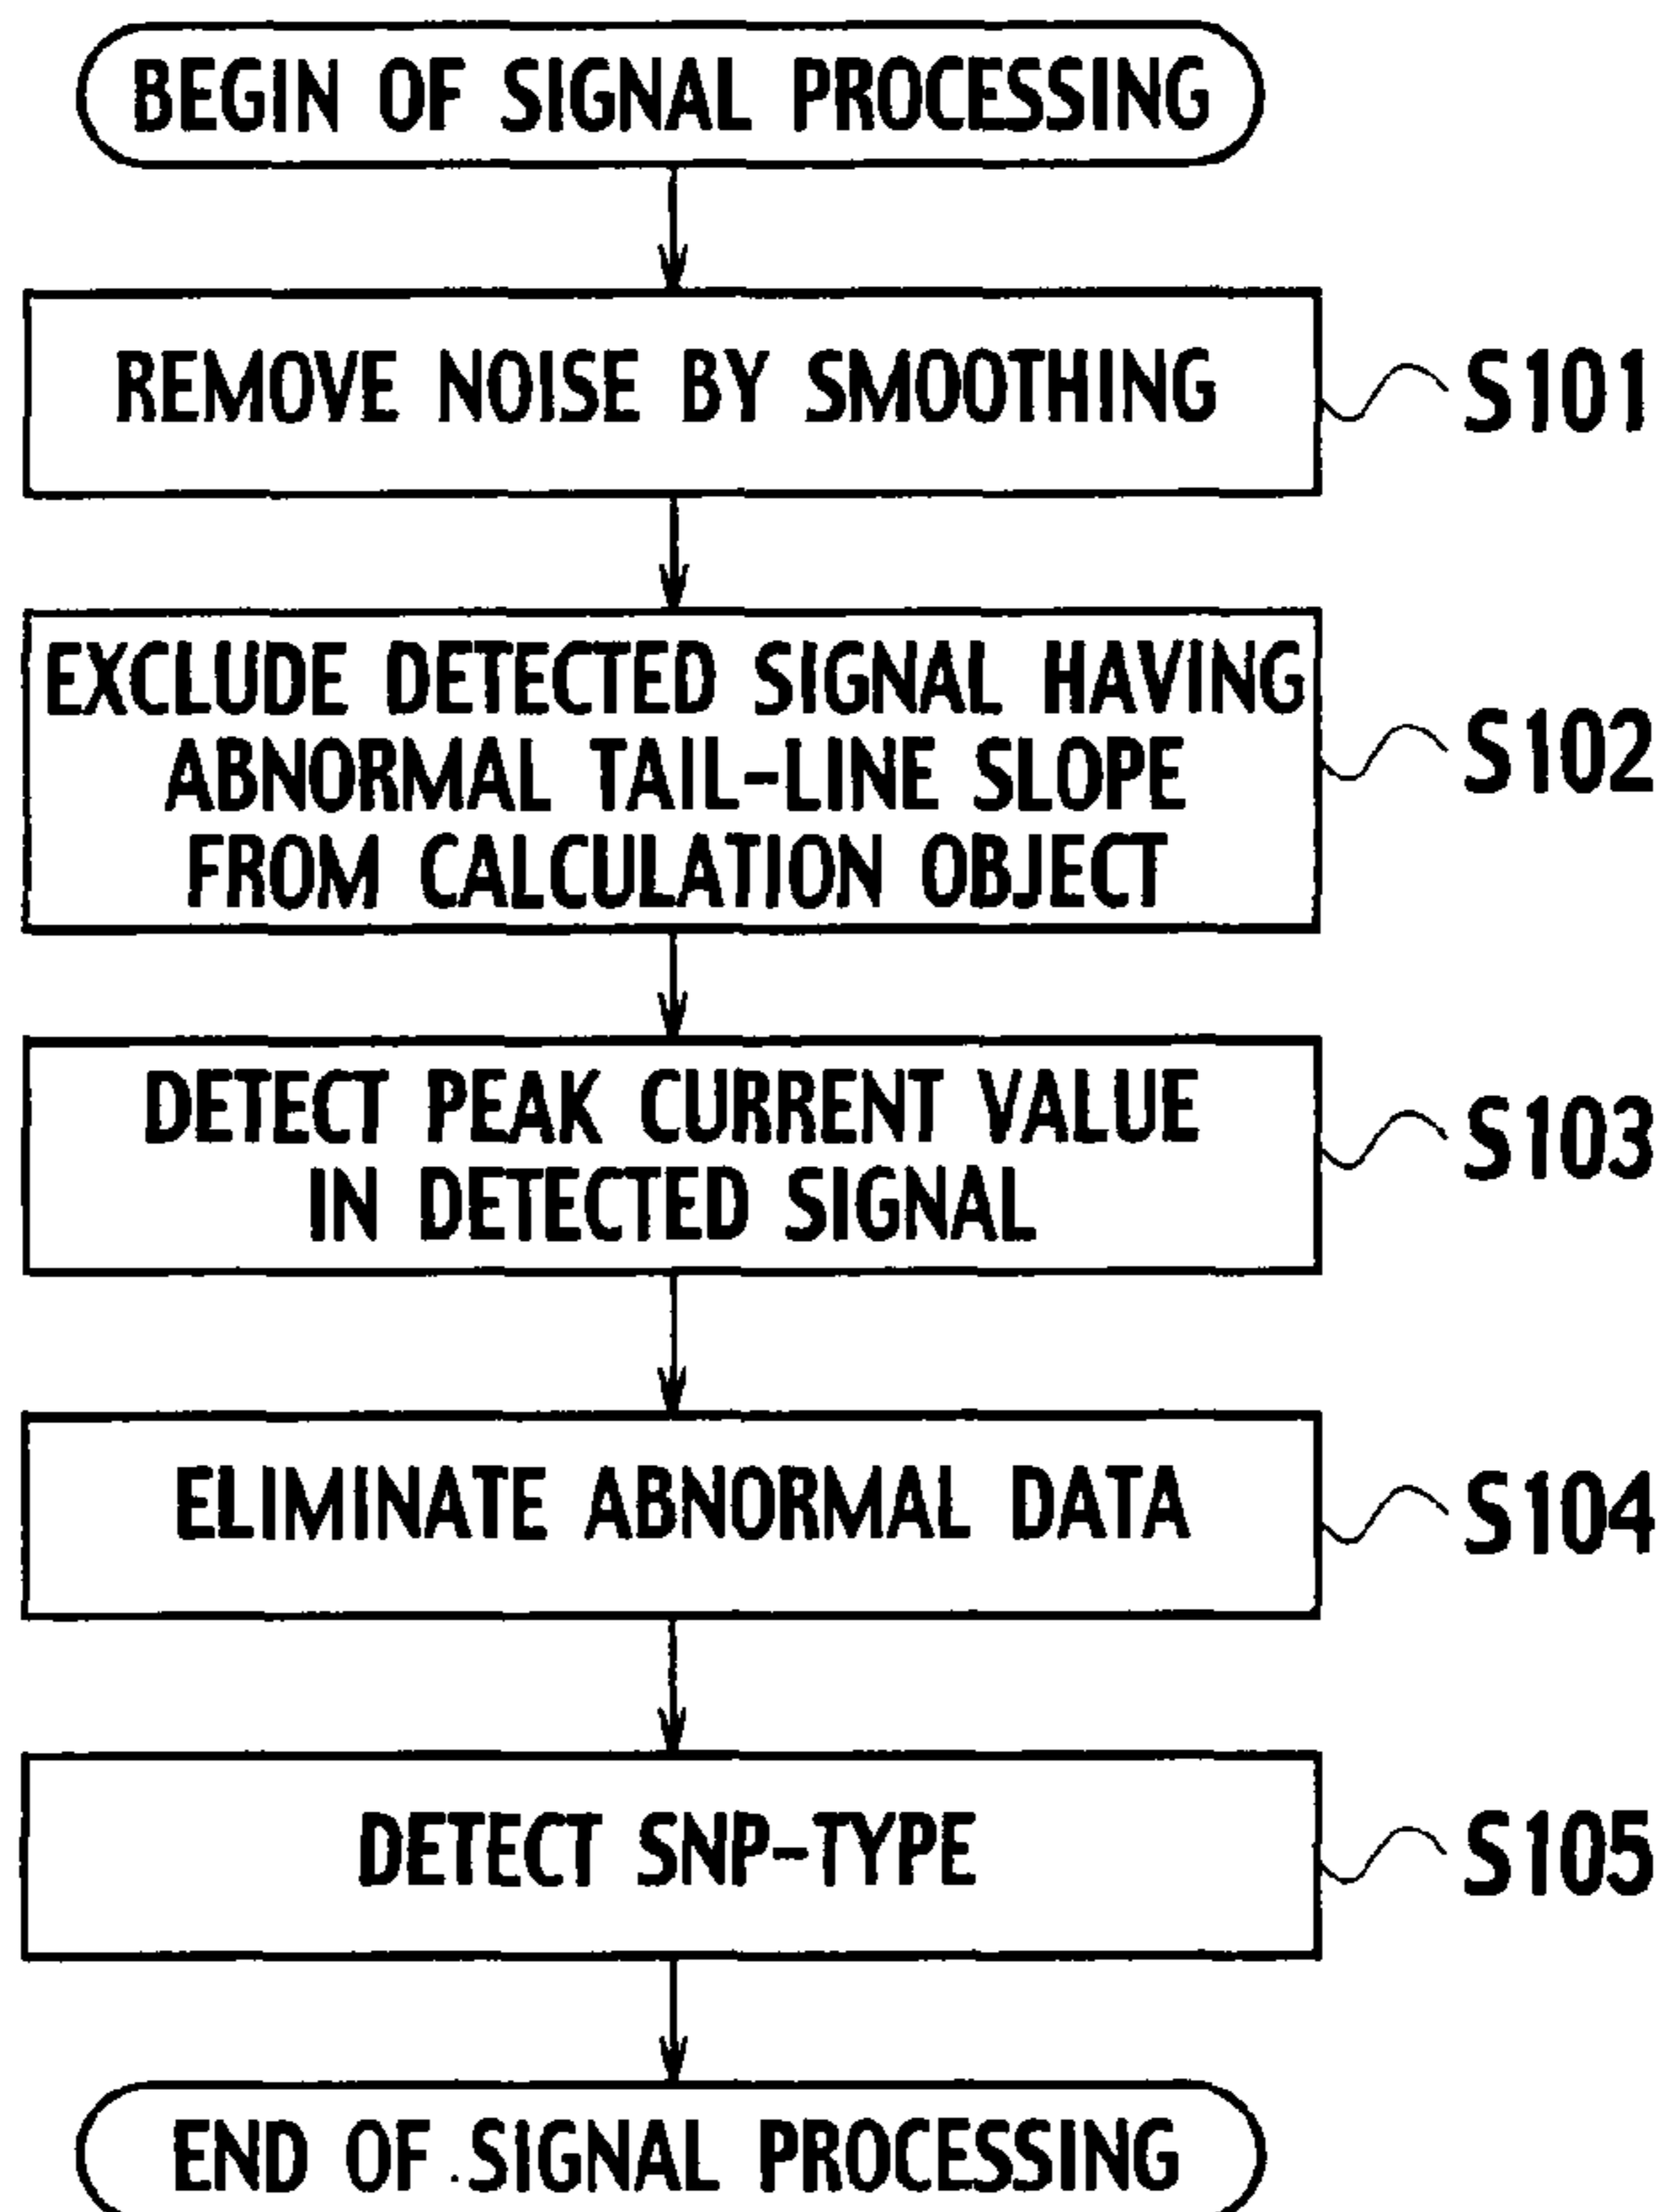 BEGIN OF SIGNAL PROCESSING
REMOVE NOISE BY SMOOTHING
S101
EXCLUDE DETECTED SIGNAL HAVING
ABNORMAL TAIL-LINE SLOPE
FROM CALCULATION OBJECT
S102
DETECT PEAK CURRENT VALUE
IN DETECTED SIGNAL
S103
ELIMINATE ABNORMAL DATA
S104
DETECT SNP-TYPE
S105
END OF SIGNAL PROCESSING